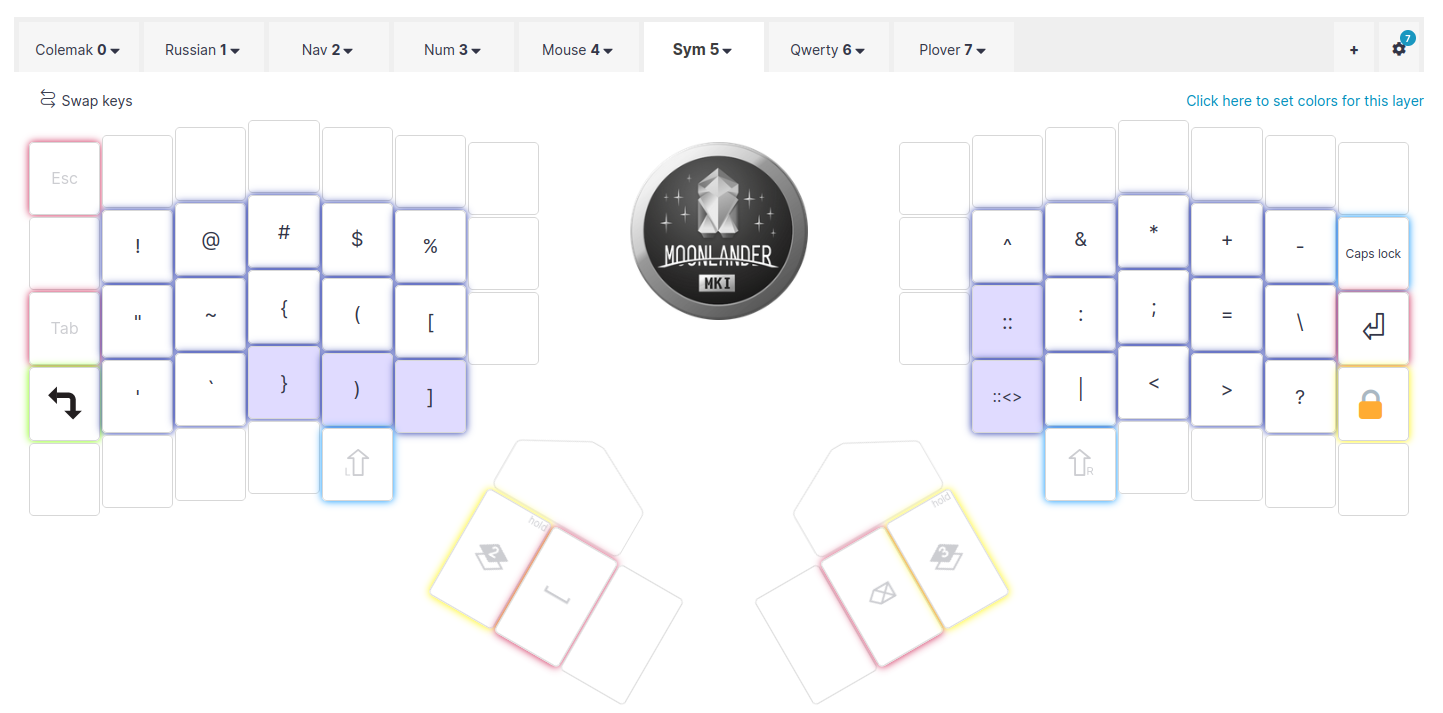 Colemak 0 Russian 1 Nav 2 Num 3 Mouse 4 Sym 5 Qwerty 6 Plover 7 + 7
Swap keys Click here to set colors for this layer
Esc
! @ # $ % ^ & * + - Caps lock
Tab " ~ { ( [ :: : ; = \
' ` } ) ] ::<> | < > ?
L R
hold hold
2 3
MOONLANDER
MKI